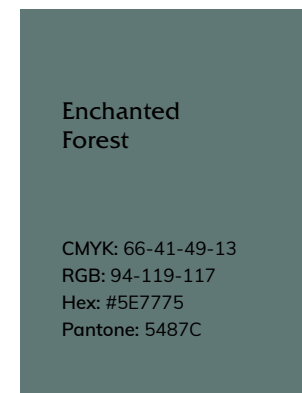 Enchanted
Forest
CMYK: 66-41-49-13
RGB: 94-119-117
Hex: #5E7775
Pantone: 5487C